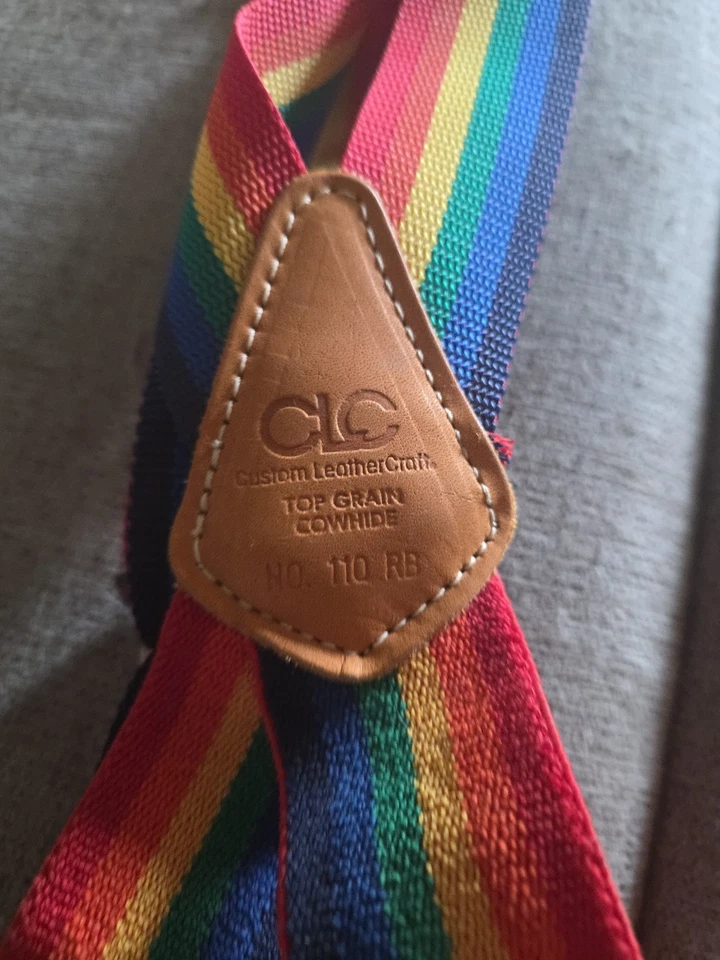 CLC
Custom LeatherCraft®
TOP GRAIN
COWHIDE
NO. 110 RB